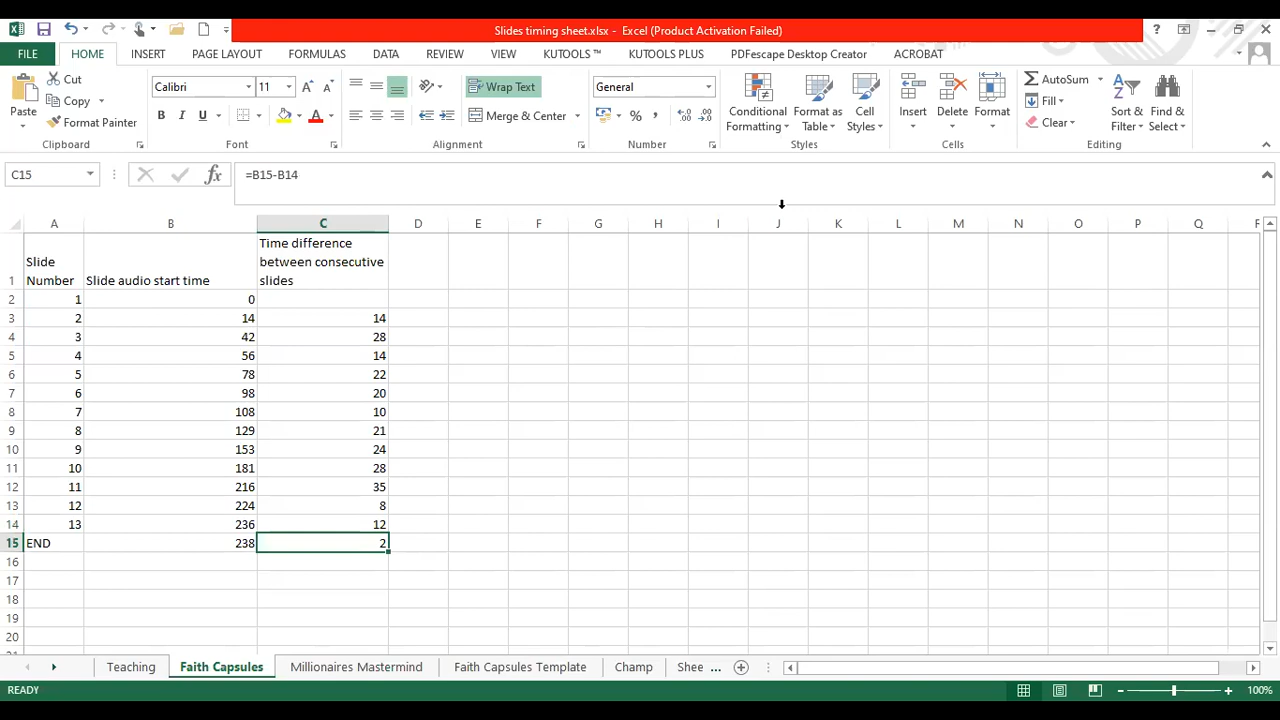 Slides timing sheet.xlsx - Excel (Product Activation Failed)
FILE HOME INSERT PAGE LAYOUT FORMULAS DATA REVIEW VIEW KUTOOLS ™ KUTOOLS PLUS PDFescape Desktop Creator ACROBAT
Paste
Cut
Copy
Format Painter
Clipboard
Calibri 11
B I U
Font
Wrap Text
Merge & Center
Alignment
General
% ,
Number
Conditional Formatting
Format as Table
Cell Styles
Styles
Insert
Delete
Format
Cells
AutoSum
Fill
Clear
Sort & Filter
Find & Select
Editing
C15 fx =B15-B14
A B C D E F G H I J K L M N O P Q
1 Slide Number Slide audio start time Time difference between consecutive slides
2 1 0
3 2 14 14
4 3 42 28
5 4 56 14
6 5 78 22
7 6 98 20
8 7 108 10
9 8 129 21
10 9 153 24
11 10 181 28
12 11 216 35
13 12 224 8
14 13 236 12
15 END 238 2
16
17
18
19
20
Teaching Faith Capsules Millionaires Mastermind Faith Capsules Template Champ Shee ...
READY 100%